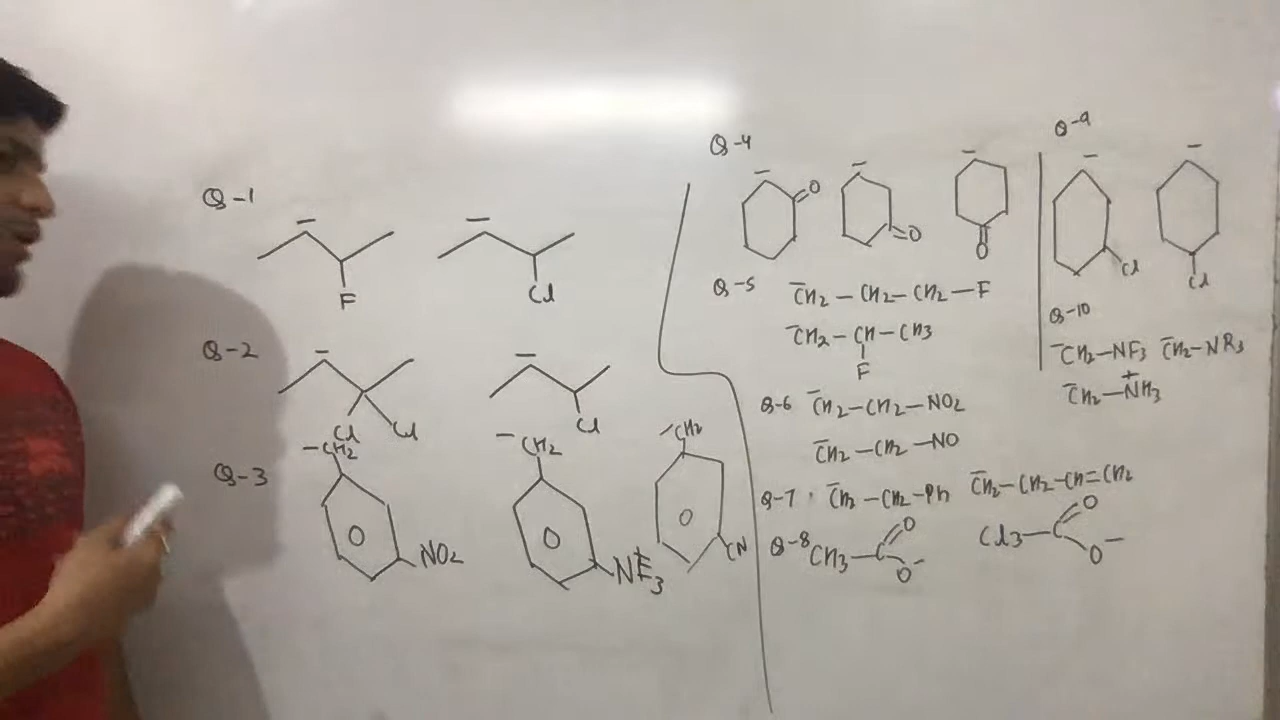 Q-1
F
Cl
Q-2
Cl Cl
Cl
Q-3
CH2
NO2
CH2
NF3
CH2
CN
Q-4
O
O
O
Q-5
CH2 — CH2 — CH2 — F
CH2 — CH — CH3
F
Q-6 CH2 — CH2 — NO2
CH2 — CH2 — NO
Q-7 CH2 — CH2 — Ph CH2 — CH2 — CH = CH2
Q-8 CH3 O O-
Cl3 O O-
Q-9
Cl
Cl
Q-10
CH2 — NF3 CH2 — NR3
CH2 — N+H3